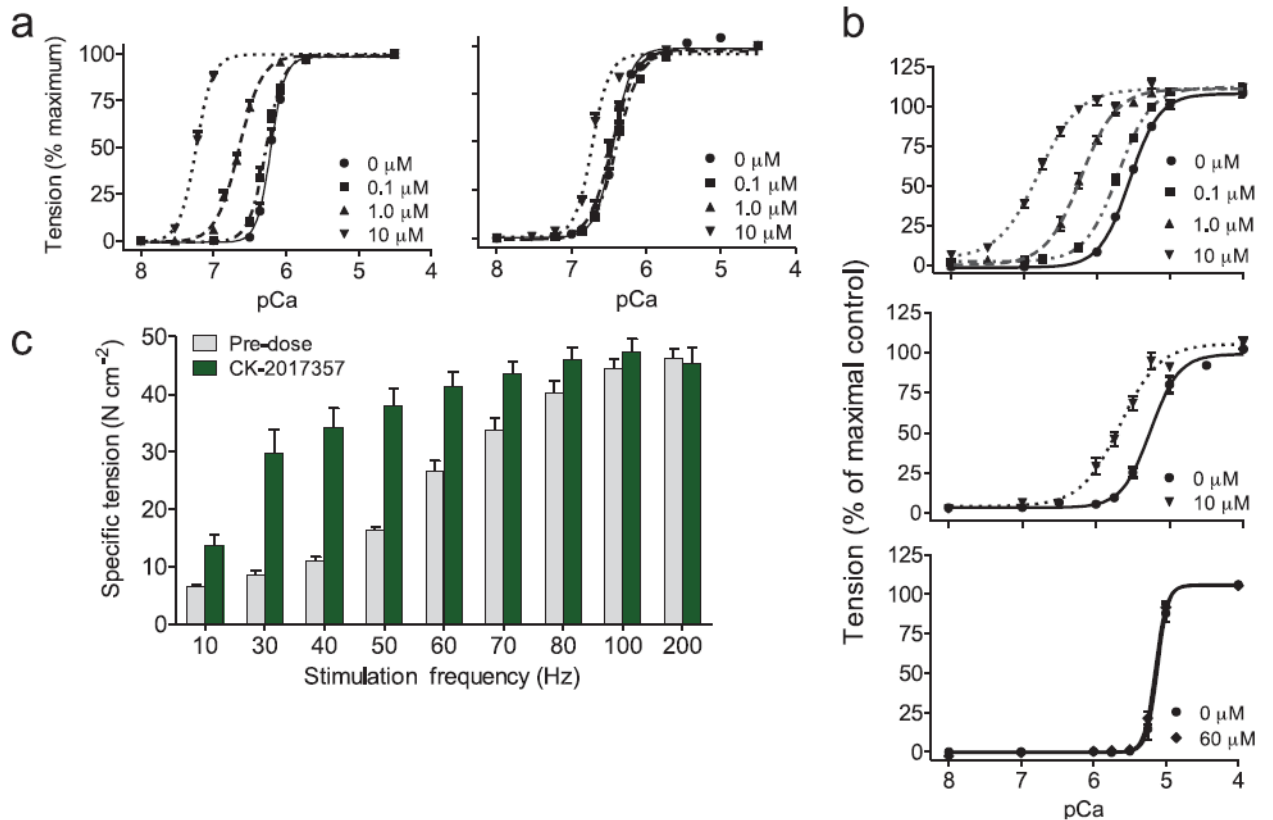 a
Tension (% maximum)
100
75
50
25
0
0 μM
0.1 μM
1.0 μM
10 μM
8 7 6 5 4
pCa
0 μM
0.1 μM
1.0 μM
10 μM
8 7 6 5 4
pCa
b
Tension (% of maximal control)
125
100
75
50
25
0
0 μM
0.1 μM
1.0 μM
10 μM
125
100
75
50
25
0
0 μM
10 μM
125
100
75
50
25
0
0 μM
60 μM
8 7 6 5 4
pCa
c
Specific tension (N cm⁻²)
50
40
30
20
10
0
Pre-dose
CK-2017357
10 30 40 50 60 70 80 100 200
Stimulation frequency (Hz)